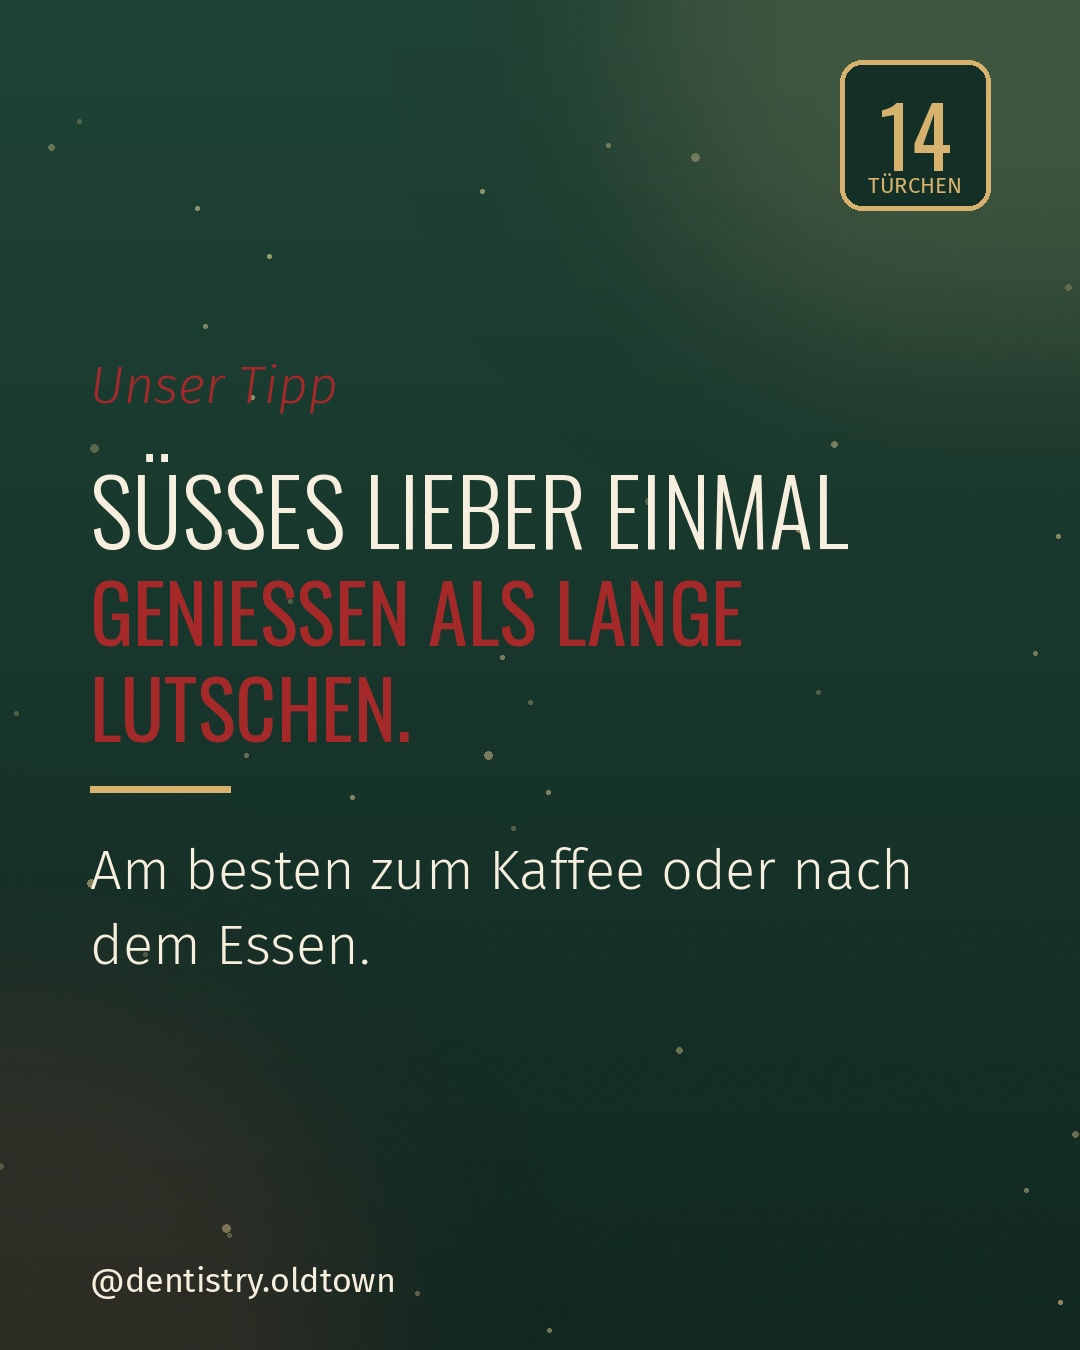 14
TÜRCHEN
Unser Tipp
SÜSSES LIEBER EINMAL
GENIESSEN ALS LANGE
LUTSCHEN.
Am besten zum Kaffee oder nach
dem Essen.
@dentistry.oldtown